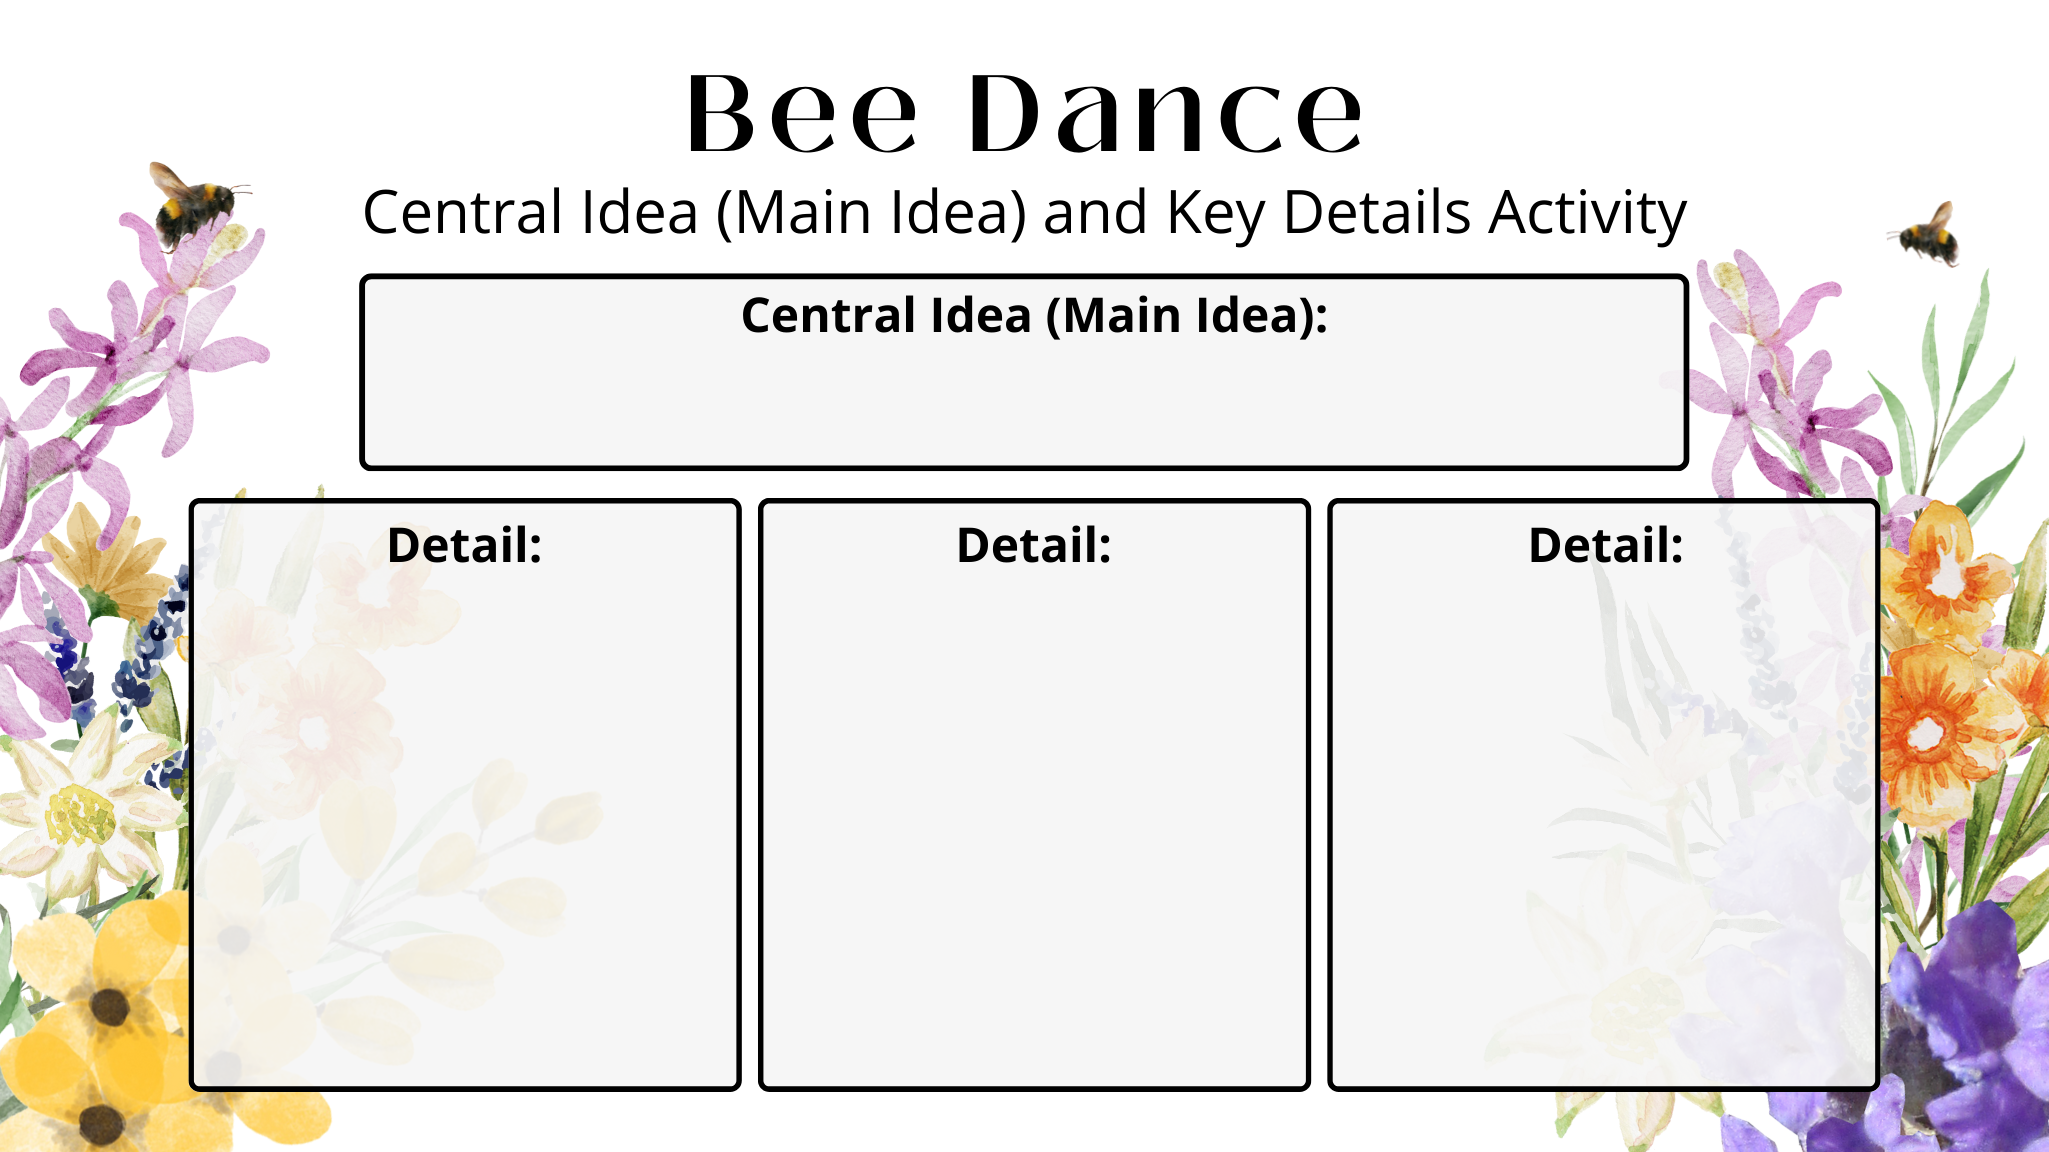 Bee Dance
Central Idea (Main Idea) and Key Details Activity
Central Idea (Main Idea):
Detail:
Detail:
Detail: